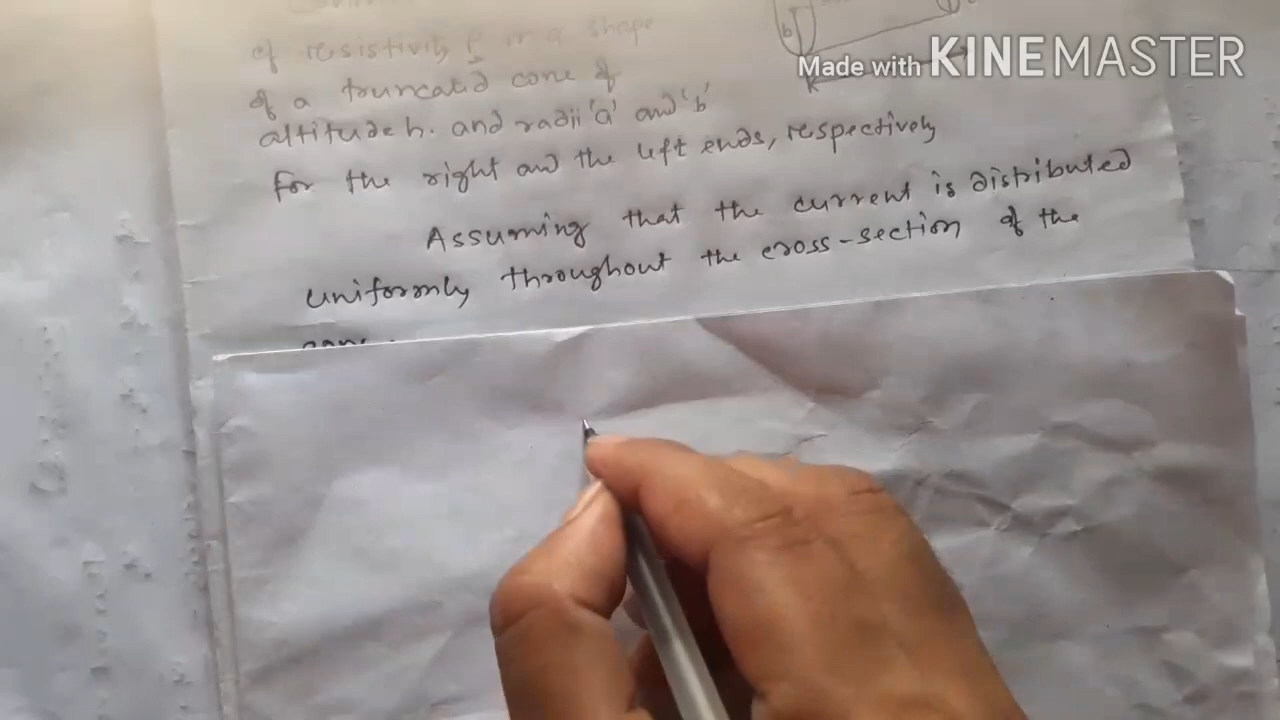 of resistivity ρ in a shape
of a truncated cone of
altitude h. and radii 'a' and 'b'
for the right and the left ends, respectively
Assuming that the current is distributed
uniformly throughout the cross-section of the
b
Made with KINEMASTER